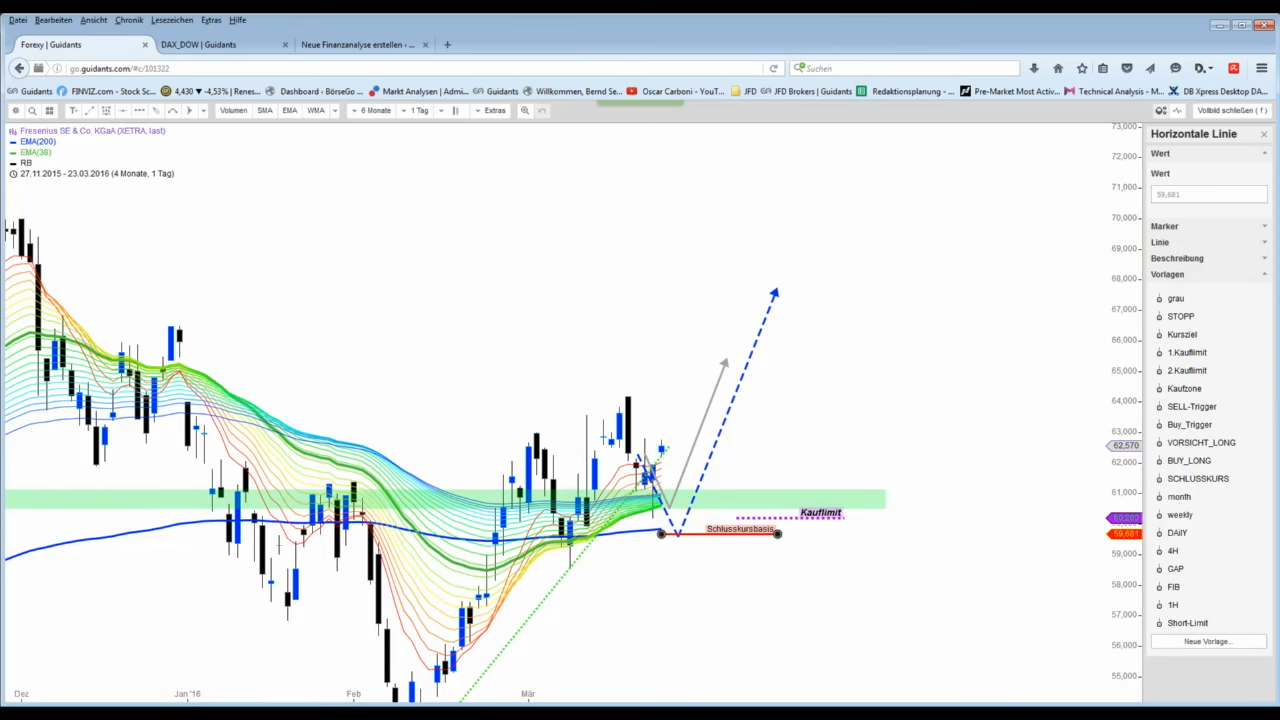 Datei Bearbeiten Ansicht Chronik Lesezeichen Extras Hilfe
Forexy | Guidants DAX_DOW | Guidants Neue Finanzanalyse erstellen - ...
go.guidants.com/#c/101322 Suchen
Guidants FINVIZ.com - Stock Sc... 4,430 ▼ -4,53% | Renes... Dashboard - BörseGo ... Markt Analysen | Admi... Guidants Willkommen, Bernd Se... Oscar Carboni - YouT... JFD JFD Brokers | Guidants Redaktionsplanung - ... Pre-Market Most Activ... Technical Analysis - M... DB Xpress Desktop DA...
Volumen SMA EMA WMA 6 Monate 1 Tag Extras Vollbild schließen ( f )
Fresenius SE & Co. KGaA (XETRA, last)
EMA(200)
EMA(38)
RB
27.11.2015 - 23.03.2016 (4 Monate, 1 Tag)
73,000
72,000
71,000
70,000
69,000
68,000
67,000
66,000
65,000
64,000
63,000
62,570
62,000
61,000
59,681
59,000
58,000
57,000
56,000
55,000
Kauflimit
Schlusskursbasis
Dez Jan '16 Feb Mär
Horizontale Linie
Wert
Wert
59,681
Marker
Linie
Beschreibung
Vorlagen
grau
STOPP
Kursziel
1.Kauflimit
2.Kauflimit
Kaufzone
SELL-Trigger
Buy_Trigger
VORSICHT_LONG
BUY_LONG
SCHLUSSKURS
month
weekly
DAilY
4H
GAP
FIB
1H
Short-Limit
Neue Vorlage...